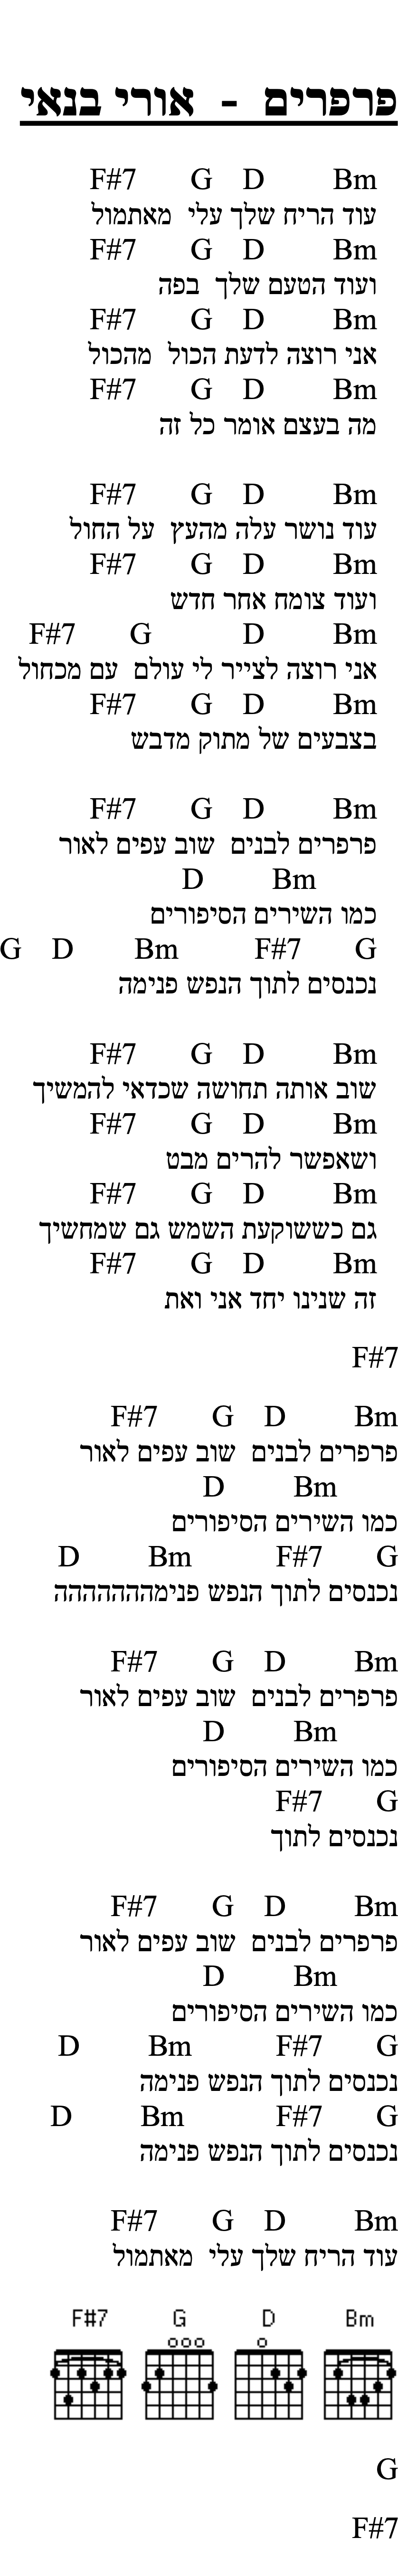 פרפרים - אורי בנאי
Bm D G F#7
עוד הריח שלך עלי מאתמול
Bm D G F#7
ועוד הטעם שלך בפה
Bm D G F#7
אני רוצה לדעת הכול מהכול
Bm D G F#7
מה בעצם אומר כל זה
Bm D G F#7
עוד נושר עלה מהעץ על החול
Bm D G F#7
ועוד צומח אחר חדש
Bm D G F#7
אני רוצה לצייר לי עולם עם מכחול
Bm D G F#7
בצבעים של מתוק מדבש
Bm D G F#7
פרפרים לבנים שוב עפים לאור
Bm D
כמו השירים הסיפורים
G F#7 Bm D G
נכנסים לתוך הנפש פנימה
Bm D G F#7
שוב אותה תחושה שכדאי להמשיך
Bm D G F#7
ושאפשר להרים מבט
Bm D G F#7
גם כששוקעת השמש גם שמחשיך
Bm D G F#7
זה שנינו יחד אני ואת
F#7
Bm D G F#7
פרפרים לבנים שוב עפים לאור
Bm D
כמו השירים הסיפורים
G F#7 Bm D
נכנסים לתוך הנפש פנימההההההה
Bm D G F#7
פרפרים לבנים שוב עפים לאור
Bm D
כמו השירים הסיפורים
G F#7
נכנסים לתוך
Bm D G F#7
פרפרים לבנים שוב עפים לאור
Bm D
כמו השירים הסיפורים
G F#7 Bm D
נכנסים לתוך הנפש פנימה
G F#7 Bm D
נכנסים לתוך הנפש פנימה
Bm D G F#7
עוד הריח שלך עלי מאתמול
Bm D G F#7
G
F#7